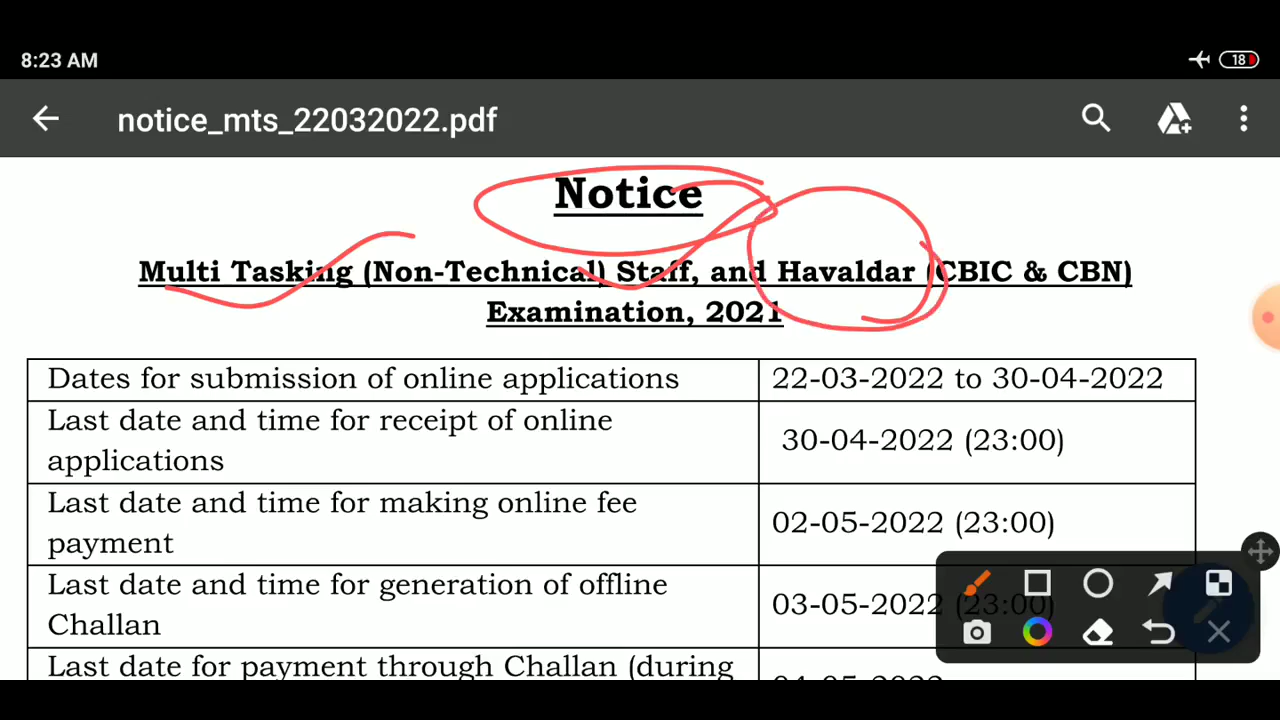 8:23 AM
18
notice_mts_22032022.pdf
Notice
Multi Tasking (Non-Technical) Staff, and Havaldar (CBIC & CBN)
Examination, 2021
Dates for submission of online applications 22-03-2022 to 30-04-2022
Last date and time for receipt of online
applications 30-04-2022 (23:00)
Last date and time for making online fee
payment 02-05-2022 (23:00)
Last date and time for generation of offline
Challan 03-05-2022 (23:00)
Last date for payment through Challan (during